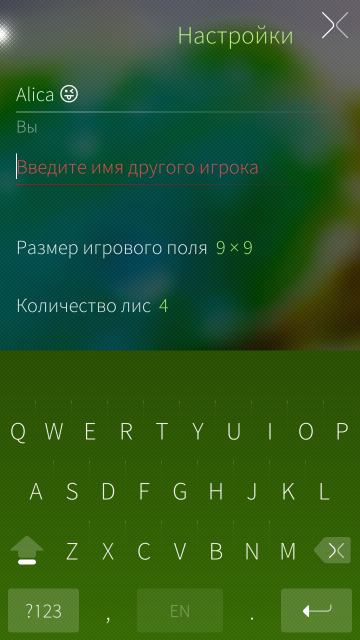 Настройки
Alica 😜
Вы
Введите имя другого игрока
Размер игрового поля 9 × 9
Количество лис 4
Q W E R T Y U I O P
A S D F G H J K L
Z X C V B N M
?123 , EN .